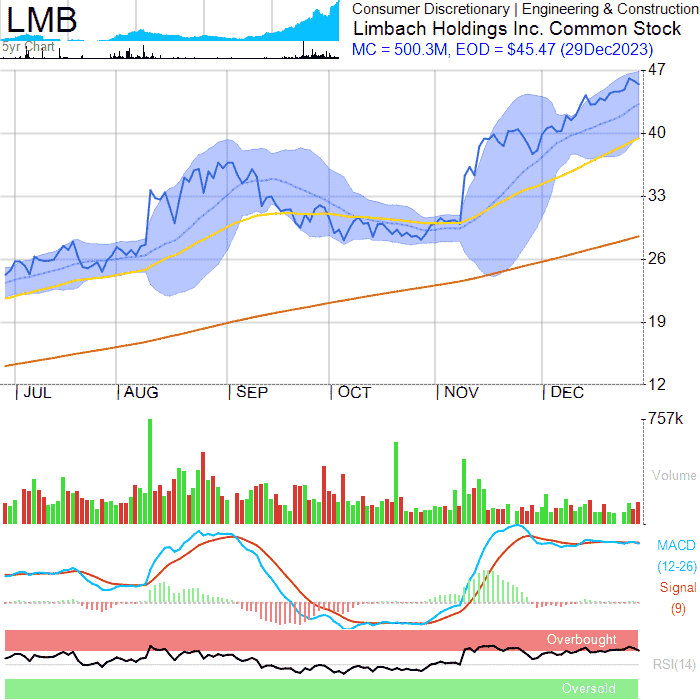 LMB
5yr Chart
Consumer Discretionary | Engineering & Construction
Limbach Holdings Inc. Common Stock
MC = 500.3M, EOD = $45.47 (29Dec2023)
47
40
33
26
19
12
JUL AUG SEP OCT NOV DEC
757k
Volume
MACD
(12-26)
Signal
(9)
Overbought
RSI(14)
Oversold